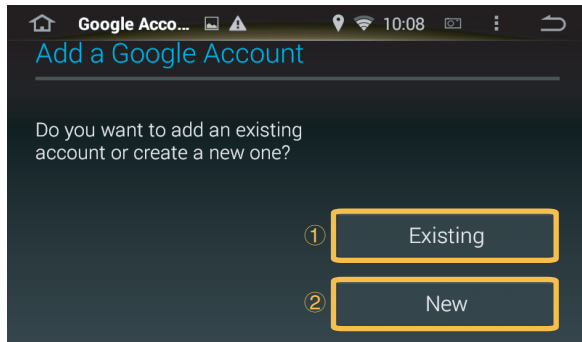 Google Acco... 10:08
Add a Google Account
Do you want to add an existing
account or create a new one?
① Existing
② New